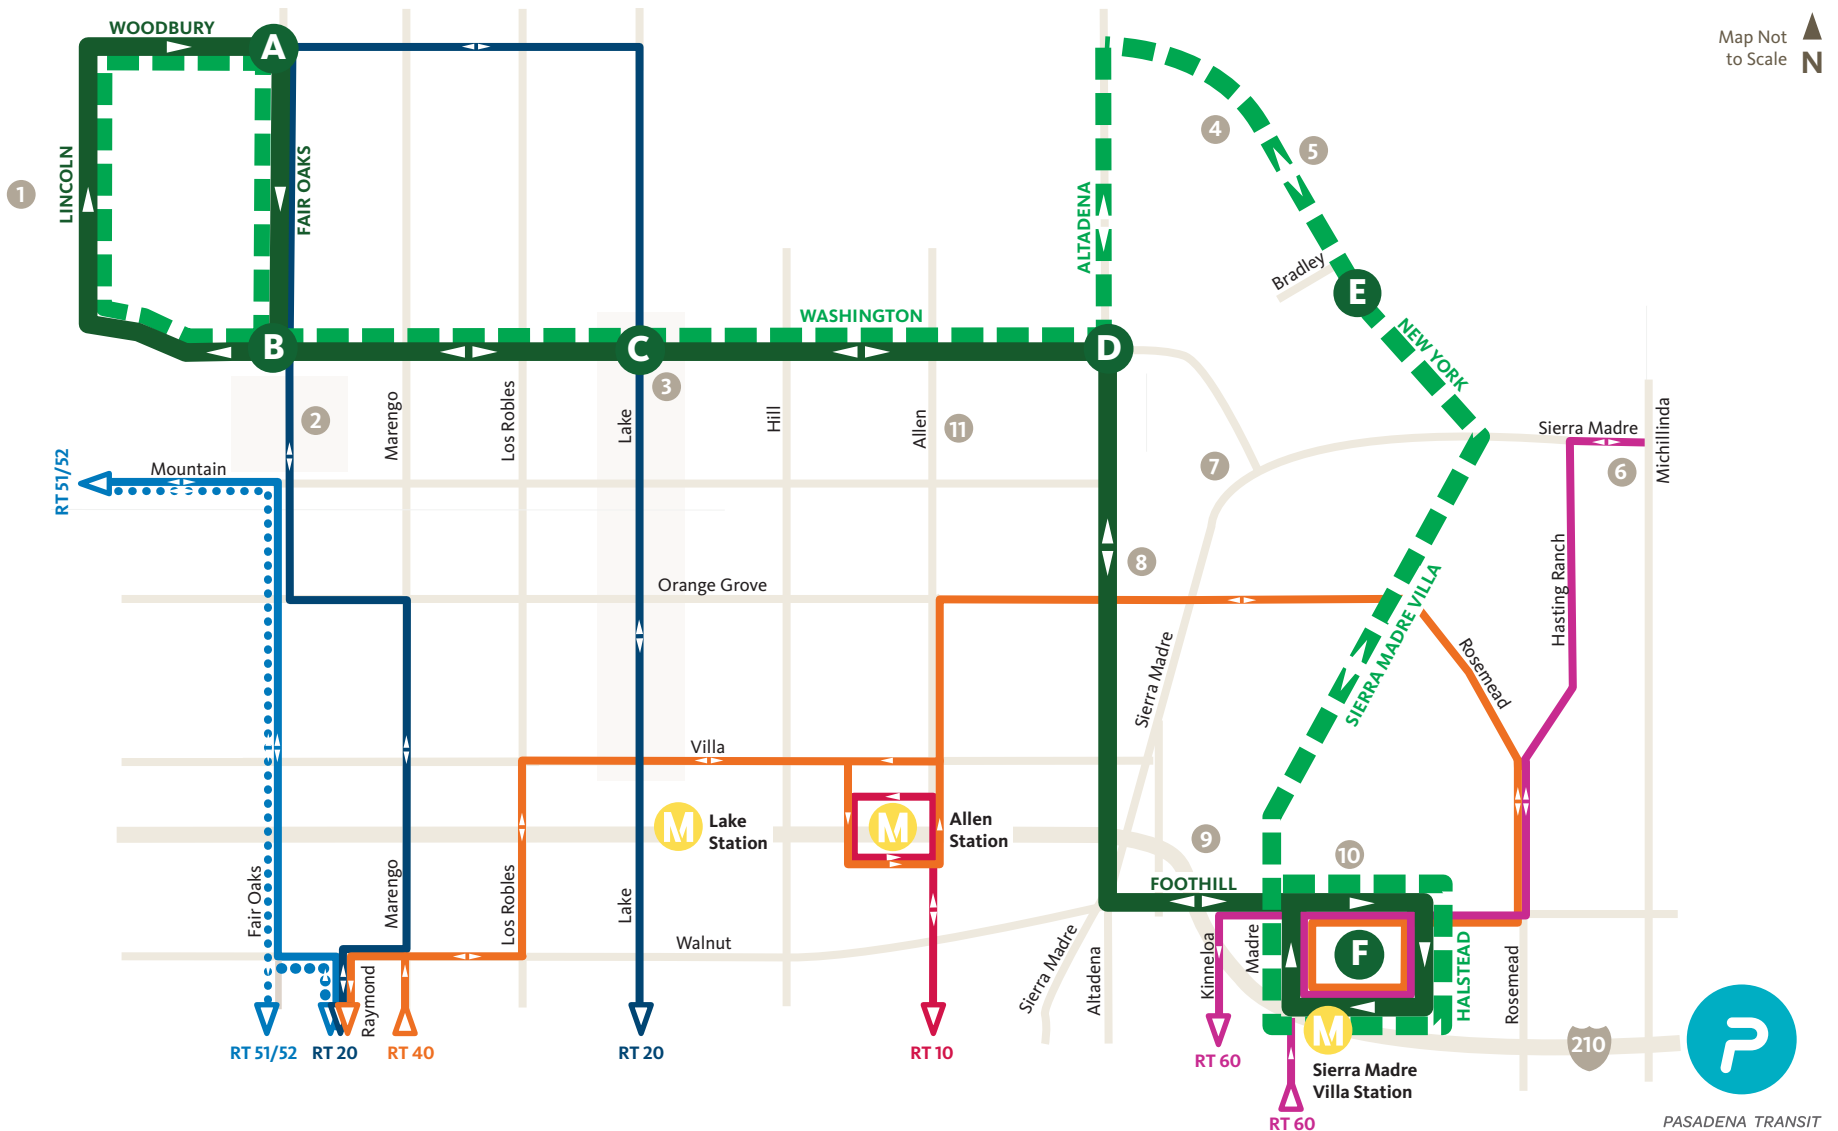 WOODBURY
A
Map Not
to Scale
N
4
5
LINCOLN
FAIR OAKS
1
ALTADENA
Bradley
E
WASHINGTON
NEW YORK
B
C
D
3
2
Marengo
Los Robles
Lake
Hill
Allen
11
Sierra Madre
Michillinda
7
6
RT 51/52
Mountain
8
Orange Grove
Hasting Ranch
SIERRA MADRE VILLA
Rosemead
Sierra Madre
Villa
M
Lake
Station
M
Allen
Station
9
10
Fair Oaks
Marengo
Los Robles
Lake
FOOTHILL
Walnut
Sierra Madre
Altadena
Kinneloa
Madre
F
HALSTEAD
Rosemead
Raymond
M
210
P
RT 51/52
RT 20
RT 40
RT 20
RT 10
RT 60
Sierra Madre
Villa Station
RT 60
PASADENA TRANSIT